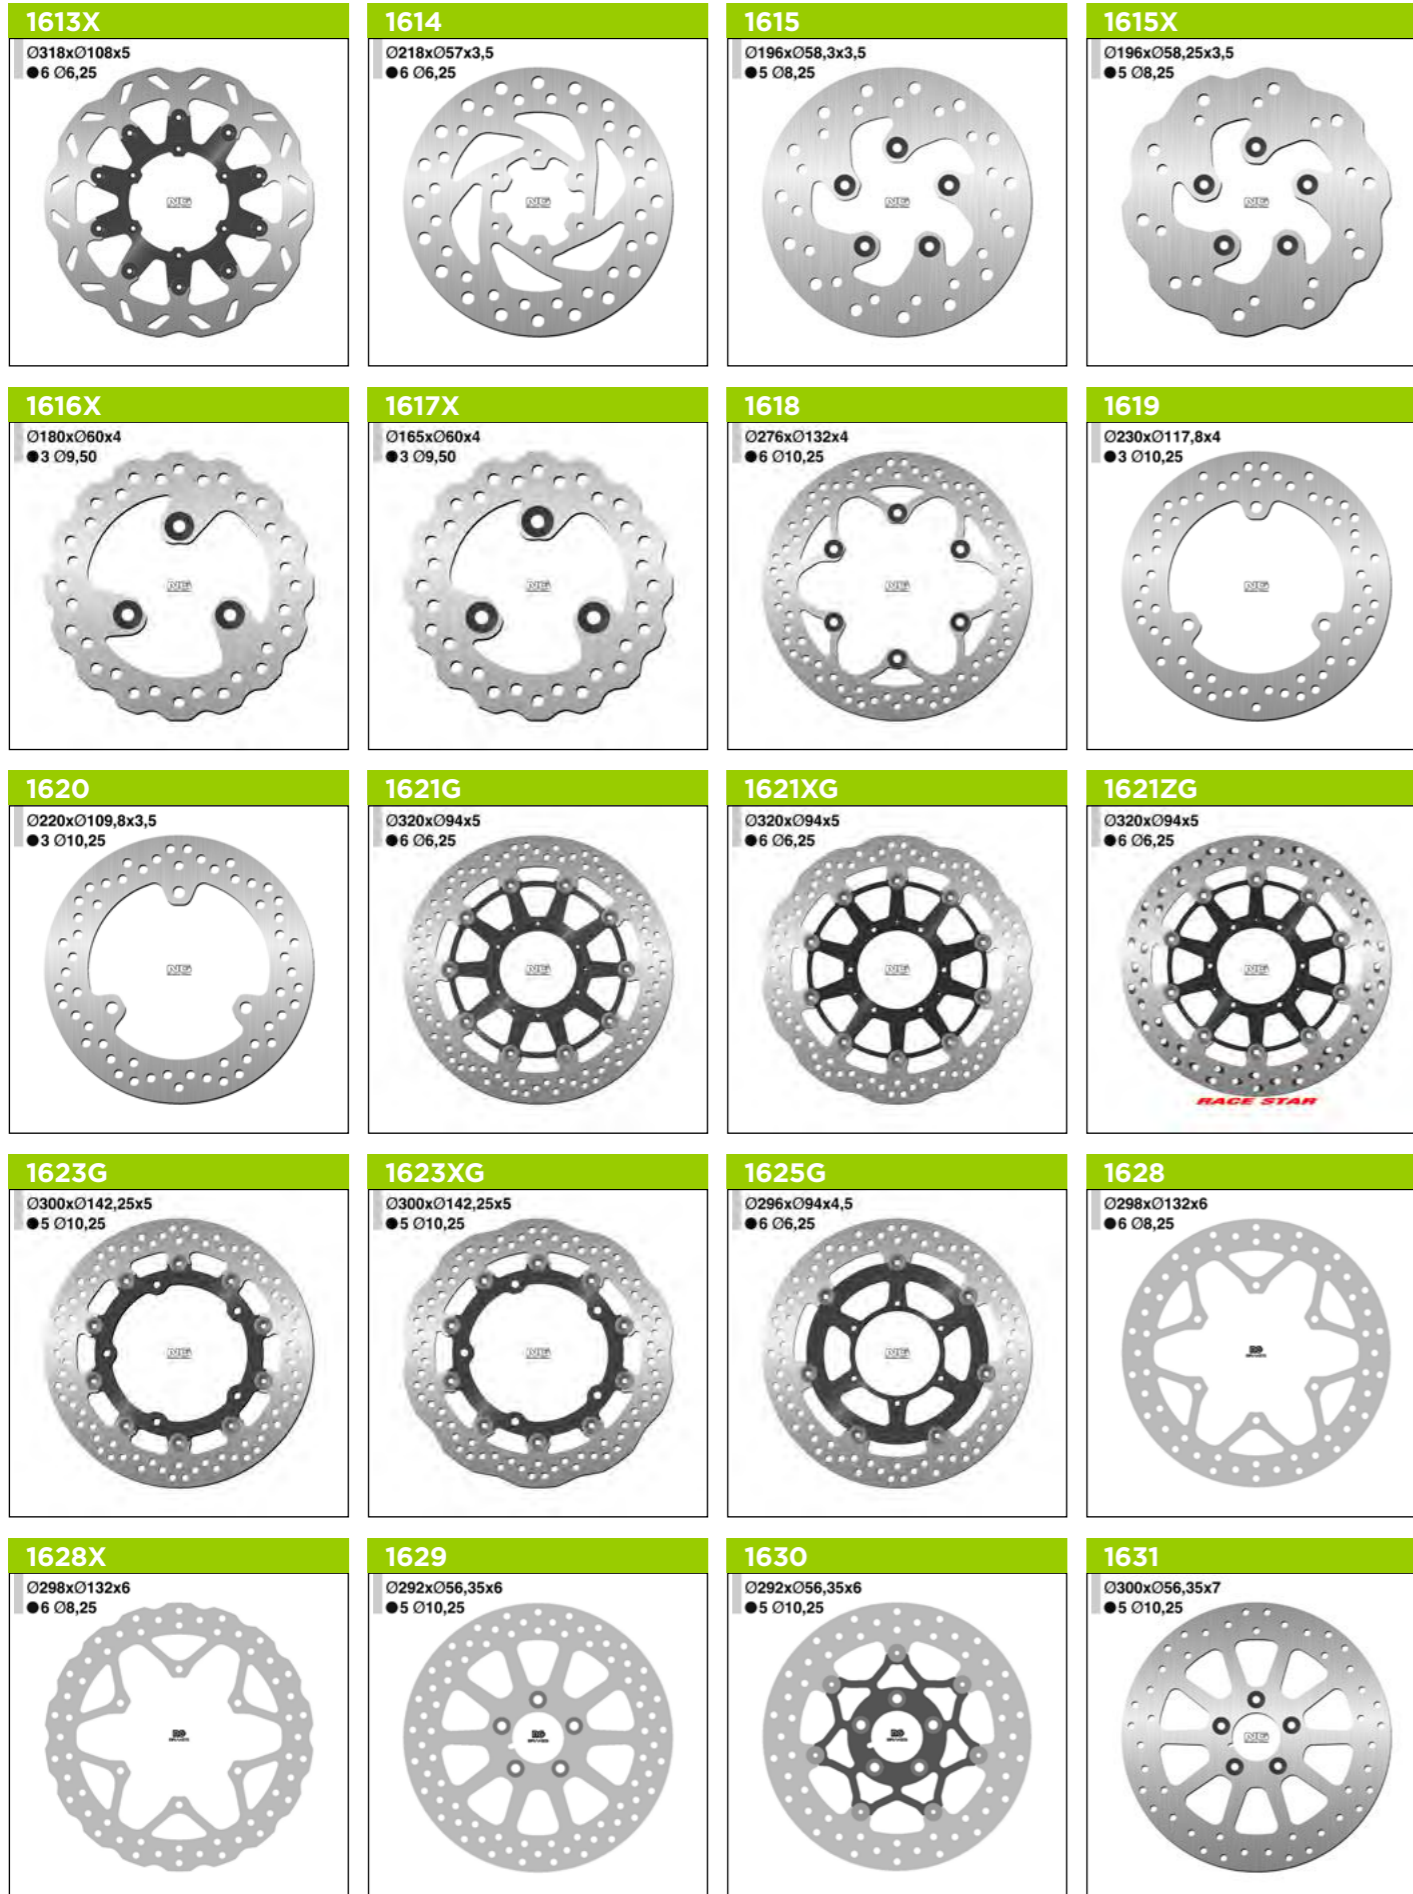 1613X
Ø318xØ108x5
●6 Ø6,25
1614
Ø218xØ57x3,5
●6 Ø6,25
1615
Ø196xØ58,3x3,5
●5 Ø8,25
1615X
Ø196xØ58,25x3,5
●5 Ø8,25
1616X
Ø180xØ60x4
●3 Ø9,50
1617X
Ø165xØ60x4
●3 Ø9,50
1618
Ø276xØ132x4
●6 Ø10,25
1619
Ø230xØ117,8x4
●3 Ø10,25
1620
Ø220xØ109,8x3,5
●3 Ø10,25
1621G
Ø320xØ94x5
●6 Ø6,25
1621XG
Ø320xØ94x5
●6 Ø6,25
1621ZG
Ø320xØ94x5
●6 Ø6,25
RACE STAR
1623G
Ø300xØ142,25x5
●5 Ø10,25
1623XG
Ø300xØ142,25x5
●5 Ø10,25
1625G
Ø296xØ94x4,5
●6 Ø6,25
1628
Ø298xØ132x6
●6 Ø8,25
1628X
Ø298xØ132x6
●6 Ø8,25
1629
Ø292xØ56,35x6
●5 Ø10,25
1630
Ø292xØ56,35x6
●5 Ø10,25
1631
Ø300xØ56,35x7
●5 Ø10,25